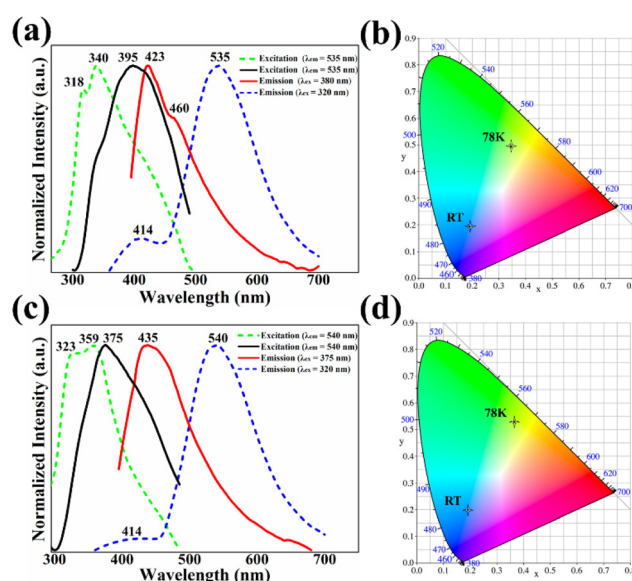 (a)
340 395 423 535
318
460
414
Excitation (λem = 535 nm)
Excitation (λem = 535 nm)
Emission (λex = 380 nm)
Emission (λex = 320 nm)
Normalized Intensity (a.u.)
300 400 500 600 700
Wavelength (nm)
(b)
0.9
0.8
0.7
0.6
0.5
y
0.4
0.3
0.2
0.1
0.0
0.0 0.1 0.2 0.3 0.4 0.5 0.6 0.7 0.8
x
520
540
560
500
580
600
620
700
490
480
460
380
78K
RT
(c)
323 359 375 435 540
414
Excitation (λem = 540 nm)
Excitation (λem = 540 nm)
Emission (λex = 375 nm)
Emission (λex = 320 nm)
Normalized Intensity (a.u.)
300 400 500 600 700
Wavelength (nm)
(d)
0.9
0.8
0.7
0.6
0.5
y
0.4
0.3
0.2
0.1
0.0
0.0 0.1 0.2 0.3 0.4 0.5 0.6 0.7 0.8
x
520
540
560
500
580
600
620
700
490
480
460
380
78K
RT